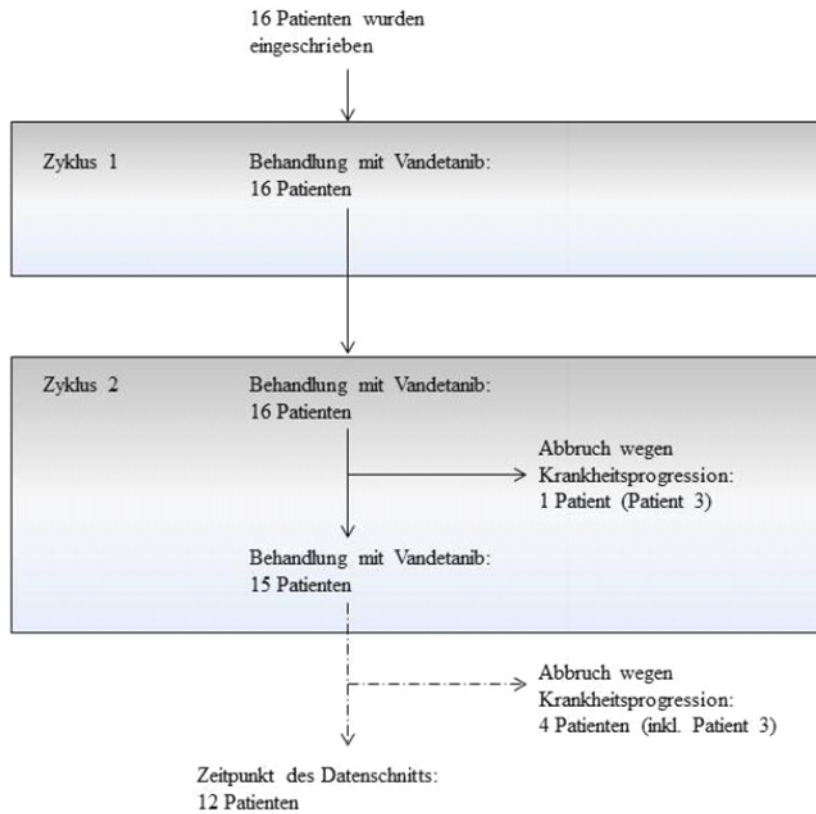 16 Patienten wurden
eingeschrieben
Zyklus 1
Behandlung mit Vandetanib:
16 Patienten
Zyklus 2
Behandlung mit Vandetanib:
16 Patienten
Abbruch wegen
Krankheitsprogression:
1 Patient (Patient 3)
Behandlung mit Vandetanib:
15 Patienten
Abbruch wegen
Krankheitsprogression:
4 Patienten (inkl. Patient 3)
Zeitpunkt des Datenschnitts:
12 Patienten